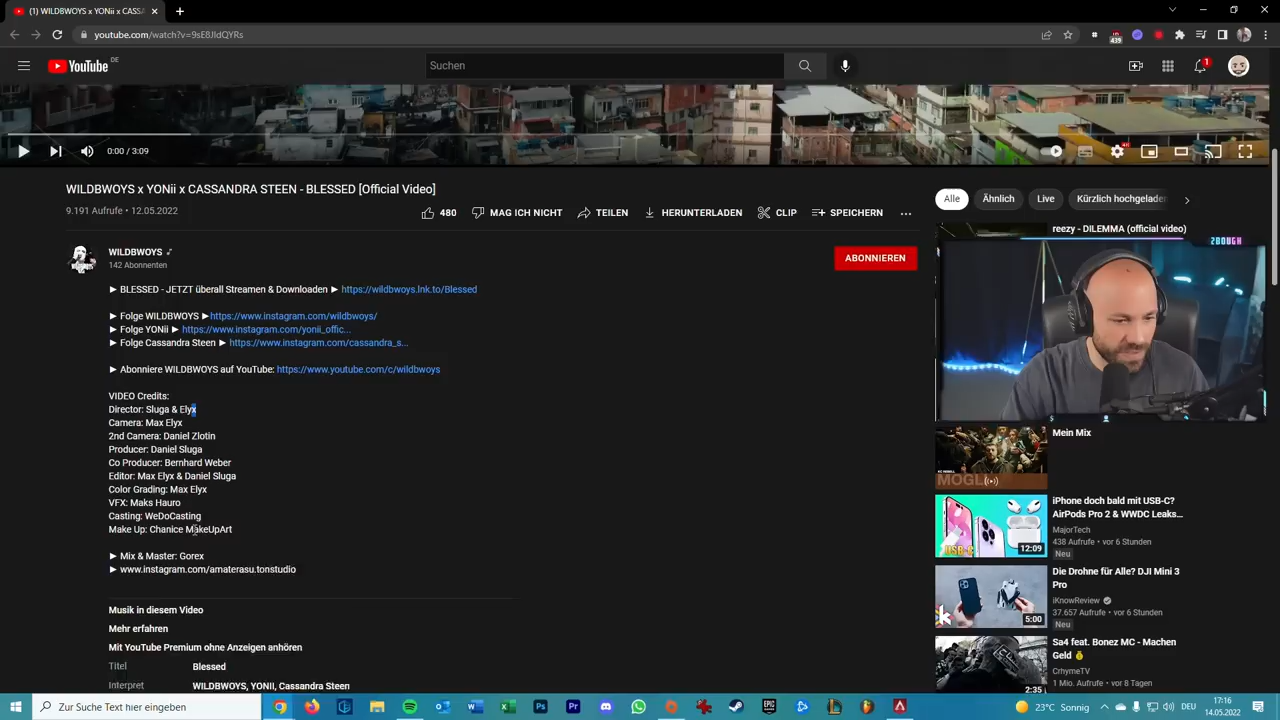 (1) WILDBWOYS x YONii x CASSA
youtube.com/watch?v=9sE8JIdQYRs
439
YouTube DE
Suchen
1
0:00 / 3:09
WILDBWOYS x YONii x CASSANDRA STEEN - BLESSED [Official Video]
9.191 Aufrufe • 12.05.2022
480
MAG ICH NICHT
TEILEN
HERUNTERLADEN
CLIP
SPEICHERN
WILDBWOYS
142 Abonnenten
ABONNIEREN
► BLESSED - JETZT überall Streamen & Downloaden ► https://wildbwoys.lnk.to/Blessed
► Folge WILDBWOYS ►https://www.instagram.com/wildbwoys/
► Folge YONii ► https://www.instagram.com/yonii_offic...
► Folge Cassandra Steen ► https://www.instagram.com/cassandra_s...
► Abonniere WILDBWOYS auf YouTube: https://www.youtube.com/c/wildbwoys
VIDEO Credits:
Director: Sluga & Elyx
Camera: Max Elyx
2nd Camera: Daniel Zlotin
Producer: Daniel Sluga
Co Producer: Bernhard Weber
Editor: Max Elyx & Daniel Sluga
Color Grading: Max Elyx
VFX: Maks Hauro
Casting: WeDoCasting
Make Up: Chanice MakeUpArt
► Mix & Master: Gorex
► www.instagram.com/amaterasu.tonstudio
Musik in diesem Video
Mehr erfahren
Mit YouTube Premium ohne Anzeigen anhören
Titel Blessed
Interpret WILDBWOYS, YONII, Cassandra Steen
Alle
Ähnlich
Live
Kürzlich hochgeladen
reezy - DILEMMA (official video)
2BOUGH
Mein Mix
MOGLI
iPhone doch bald mit USB-C?
AirPods Pro 2 & WWDC Leaks...
MajorTech
438 Aufrufe • vor 6 Stunden
Neu
USB-C
12:09
Die Drohne für Alle? DJI Mini 3
Pro
iKnowReview
37.657 Aufrufe • vor 6 Stunden
Neu
5:00
Sa4 feat. Bonez MC - Machen
Geld
CrhymeTV
1 Mio. Aufrufe • vor 8 Tagen
2:35
Zur Suche Text hier eingeben
23°C Sonnig
DEU
17:16
14.05.2022